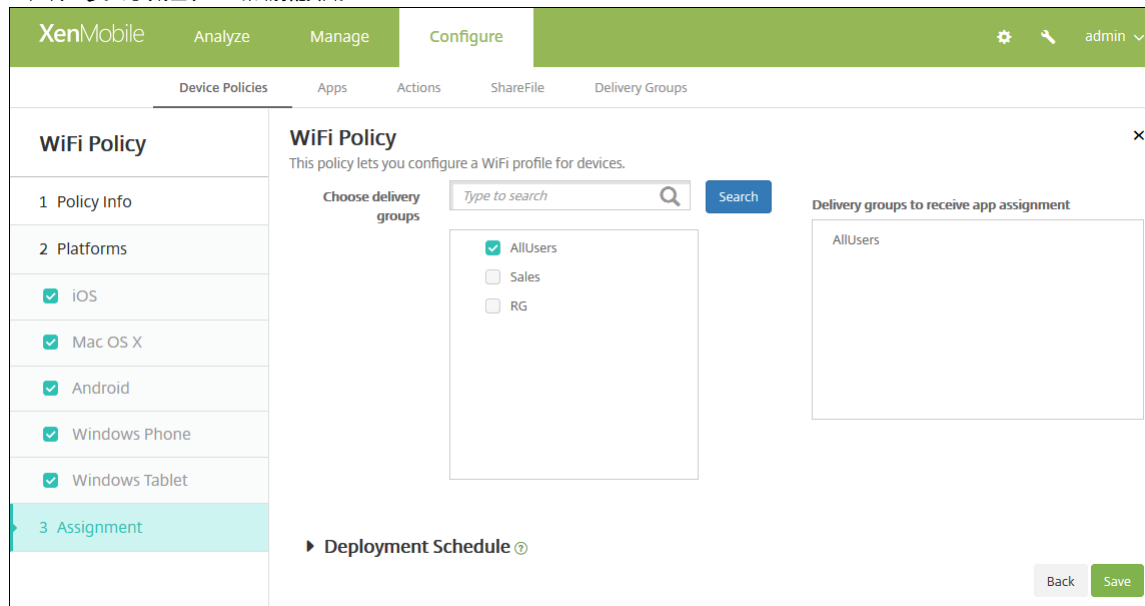 XenMobile Analyze Manage Configure admin
Device Policies Apps Actions ShareFile Delivery Groups
WiFi Policy
1 Policy Info
2 Platforms
iOS
Mac OS X
Android
Windows Phone
Windows Tablet
3 Assignment
WiFi Policy
This policy lets you configure a WiFi profile for devices.
Choose delivery
groups
Type to search
Search
AllUsers
Sales
RG
Delivery groups to receive app assignment
AllUsers
Deployment Schedule
Back Save